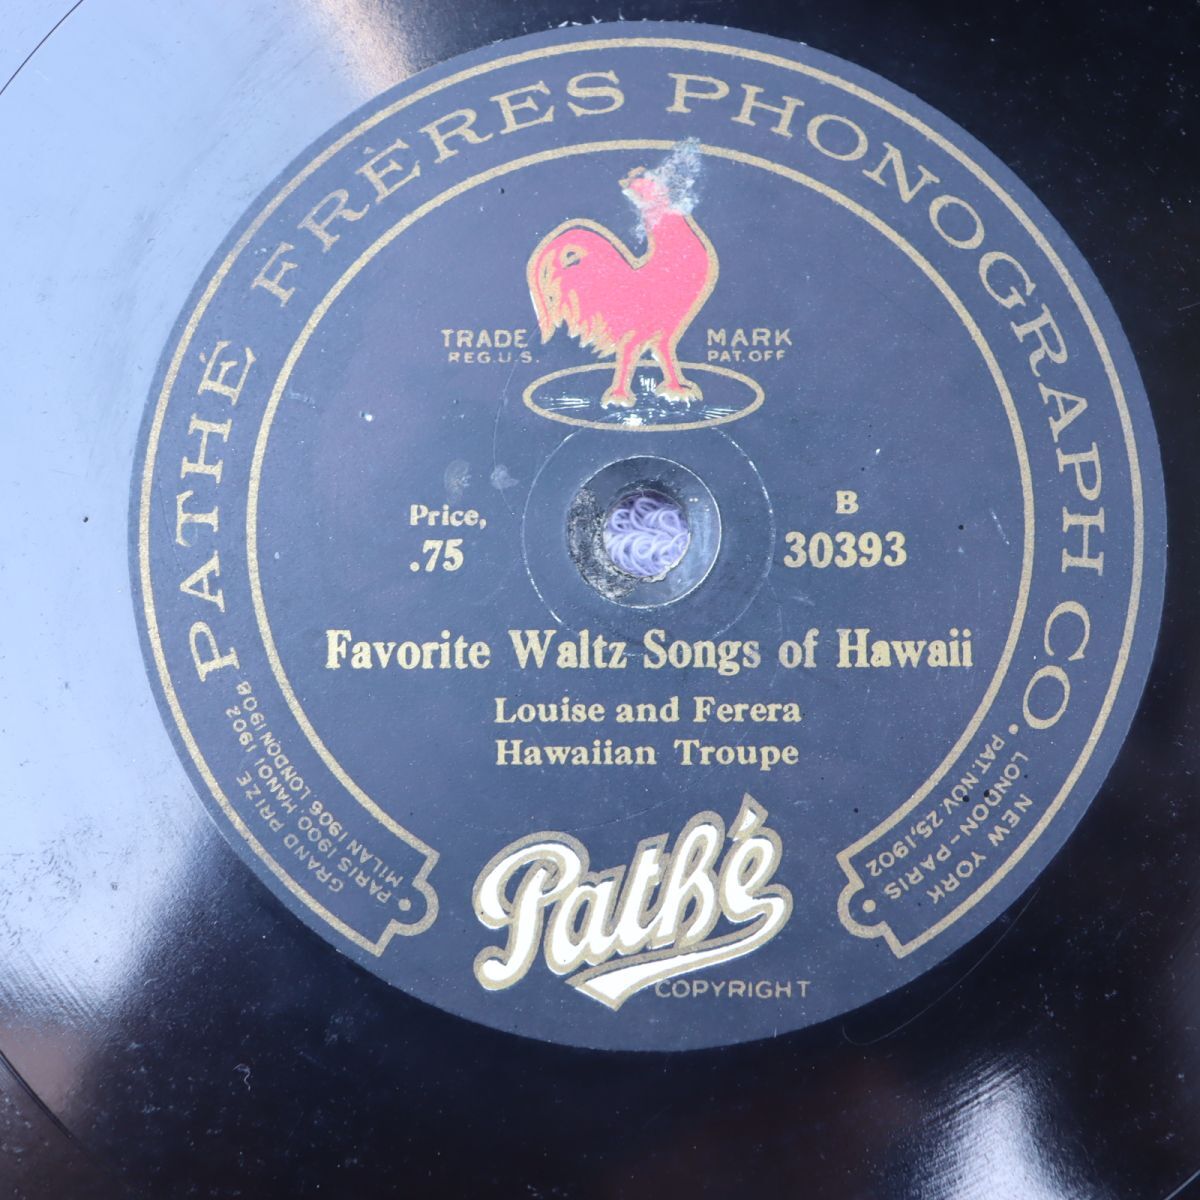 PATHÉ FRÈRES PHONOGRAPH CO.
TRADE MARK
REG.U.S. PAT.OFF
Price, B
.75 30393
Favorite Waltz Songs of Hawaii
Louise and Ferera
Hawaiian Troupe
Pathé
COPYRIGHT
GRAND PRIZE
PARIS 1900 HANOI 1902
MILAN 1906 LONDON 1908
NEW YORK
LONDON-PARIS
PAT. NOV 25, 1902